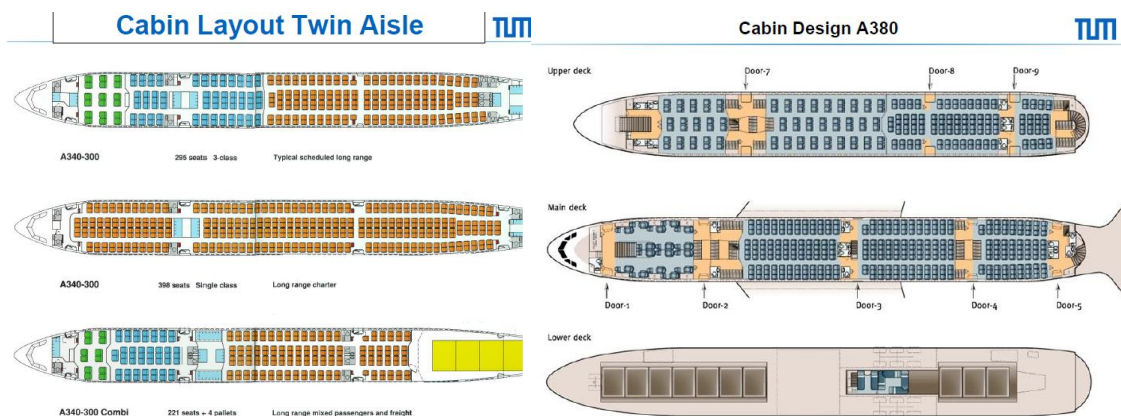 Cabin Layout Twin Aisle
TUM
A340-300 295 seats 3-class Typical scheduled long range
A340-300 398 seats Single class Long range charter
A340-300 Combi 221 seats + 4 pallets Long range mixed passengers and freight
Cabin Design A380
TUM
Upper deck
Door-7 Door-8 Door-9
Main deck
Door-1 Door-2 Door-3 Door-4 Door-5
Lower deck